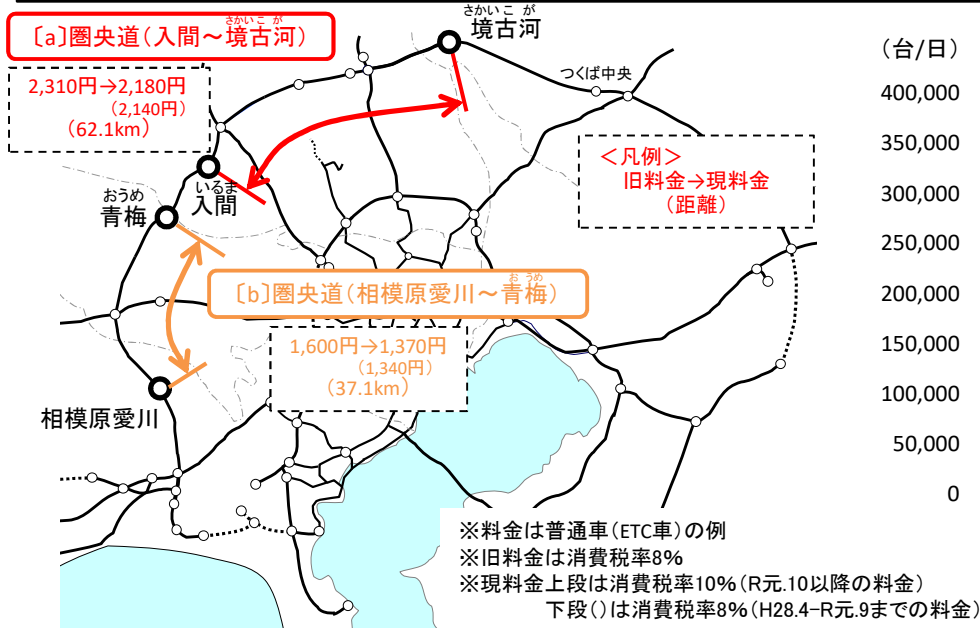 さかいこが
境古河
〔a〕圏央道(入間～境古河)
さかいこが
2,310円→2,180円
(2,140円)
(62.1km)
つくば中央
<凡例>
旧料金→現料金
(距離)
いるま
入間
おうめ
青梅
〔b〕圏央道(相模原愛川～青梅)
おうめ
1,600円→1,370円
(1,340円)
(37.1km)
相模原愛川
(台/日)
400,000
350,000
300,000
250,000
200,000
150,000
100,000
50,000
0
※料金は普通車(ETC車)の例
※旧料金は消費税率8%
※現料金上段は消費税率10%(R元.10以降の料金)
下段()は消費税率8%(H28.4-R元.9までの料金)